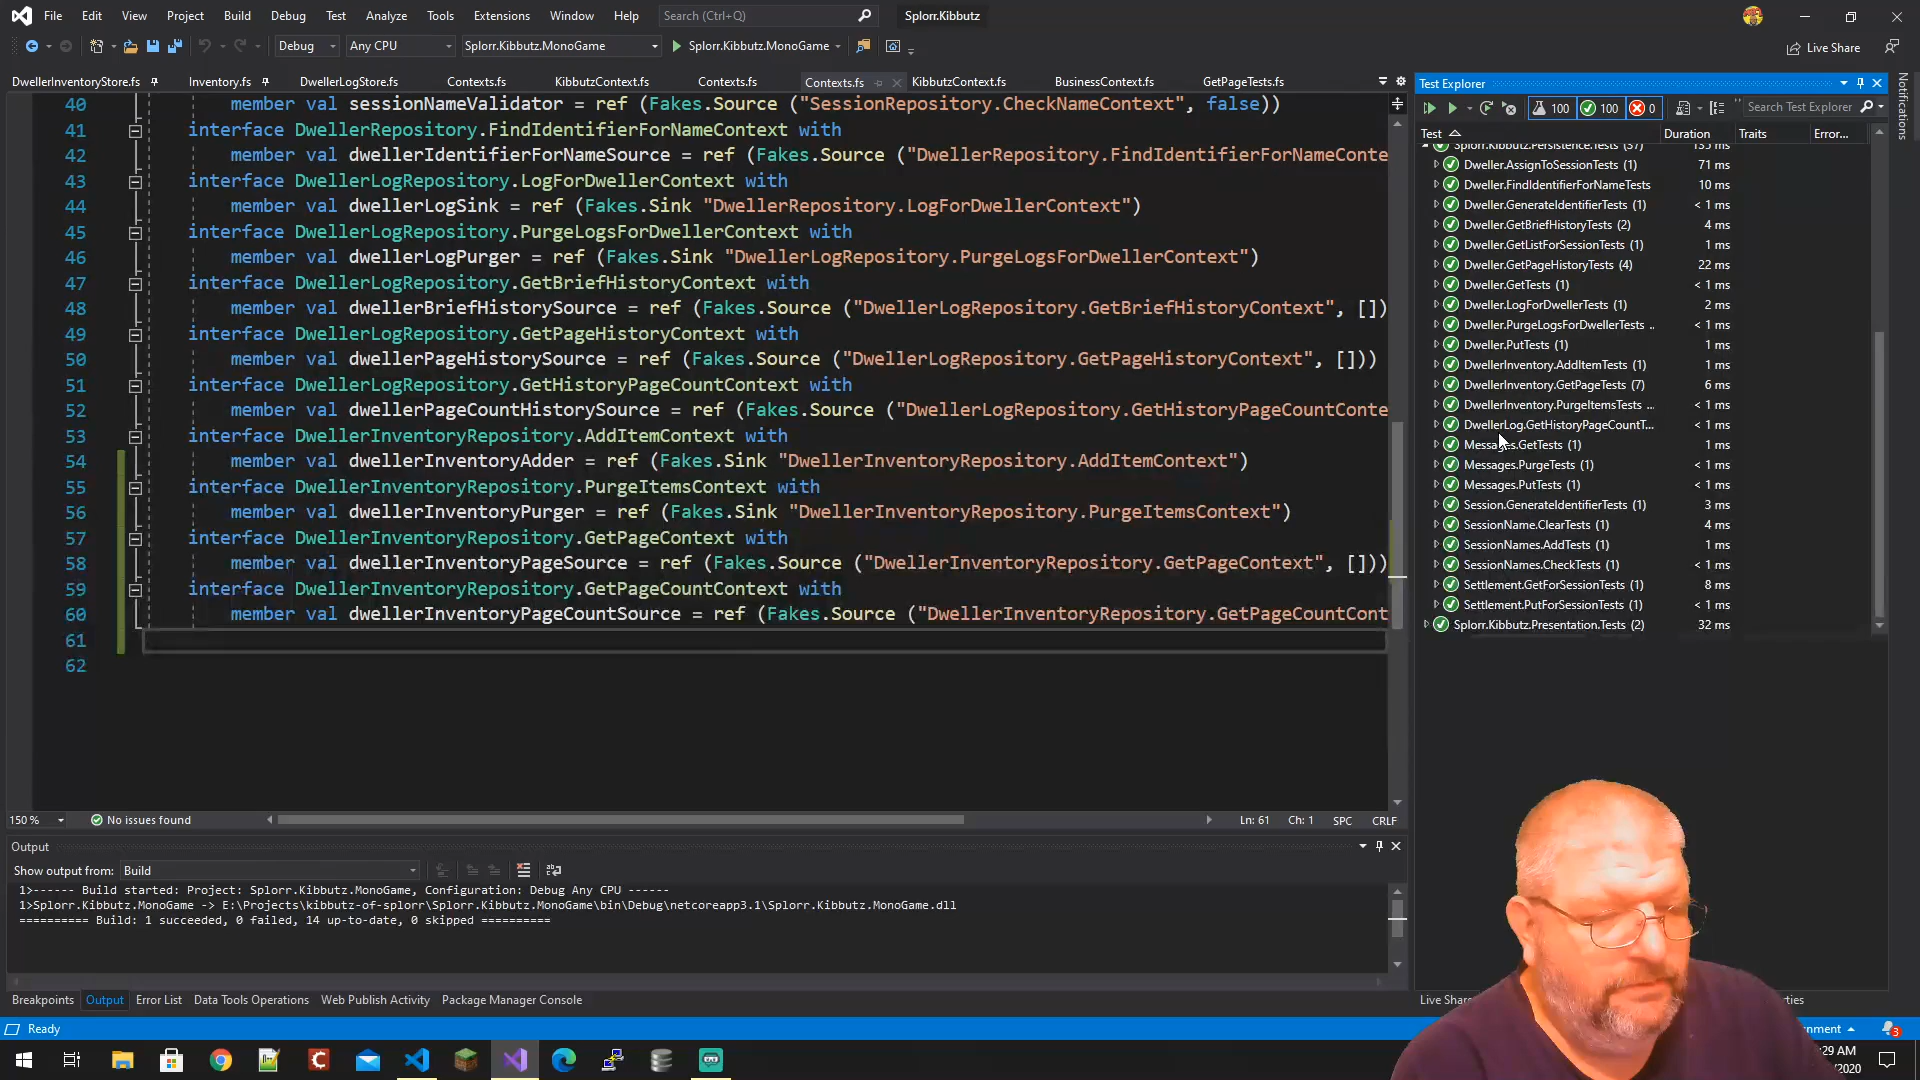 File Edit View Project Build Debug Test Analyze Tools Extensions Window Help Search (Ctrl+Q) Splorr.Kibbutz
Debug Any CPU Splorr.Kibbutz.MonoGame Splorr.Kibbutz.MonoGame Live Share
DwellerInventoryStore.fs Inventory.fs DwellerLogStore.fs Contexts.fs KibbutzContext.fs Contexts.fs Contexts.fs KibbutzContext.fs BusinessContext.fs GetPageTests.fs
40 member val sessionNameValidator = ref (Fakes.Source ("SessionRepository.CheckNameContext", false))
41 interface DwellerRepository.FindIdentifierForNameContext with
42 member val dwellerIdentifierForNameSource = ref (Fakes.Source ("DwellerRepository.FindIdentifierForNameConte
43 interface DwellerLogRepository.LogForDwellerContext with
44 member val dwellerLogSink = ref (Fakes.Sink "DwellerRepository.LogForDwellerContext")
45 interface DwellerLogRepository.PurgeLogsForDwellerContext with
46 member val dwellerLogPurger = ref (Fakes.Sink "DwellerLogRepository.PurgeLogsForDwellerContext")
47 interface DwellerLogRepository.GetBriefHistoryContext with
48 member val dwellerBriefHistorySource = ref (Fakes.Source ("DwellerLogRepository.GetBriefHistoryContext", [])
49 interface DwellerLogRepository.GetPageHistoryContext with
50 member val dwellerPageHistorySource = ref (Fakes.Source ("DwellerLogRepository.GetPageHistoryContext", []))
51 interface DwellerLogRepository.GetHistoryPageCountContext with
52 member val dwellerPageCountHistorySource = ref (Fakes.Source ("DwellerLogRepository.GetHistoryPageCountConte
53 interface DwellerInventoryRepository.AddItemContext with
54 member val dwellerInventoryAdder = ref (Fakes.Sink "DwellerInventoryRepository.AddItemContext")
55 interface DwellerInventoryRepository.PurgeItemsContext with
56 member val dwellerInventoryPurger = ref (Fakes.Sink "DwellerInventoryRepository.PurgeItemsContext")
57 interface DwellerInventoryRepository.GetPageContext with
58 member val dwellerInventoryPageSource = ref (Fakes.Source ("DwellerInventoryRepository.GetPageContext", []))
59 interface DwellerInventoryRepository.GetPageCountContext with
60 member val dwellerInventoryPageCountSource = ref (Fakes.Source ("DwellerInventoryRepository.GetPageCountCont
61
62
150 % No issues found Ln: 61 Ch: 1 SPC CRLF
Output
Show output from: Build
1>------ Build started: Project: Splorr.Kibbutz.MonoGame, Configuration: Debug Any CPU ------
1>Splorr.Kibbutz.MonoGame -> E:\Projects\kibbutz-of-splorr\Splorr.Kibbutz.MonoGame\bin\Debug\netcoreapp3.1\Splorr.Kibbutz.MonoGame.dll
========== Build: 1 succeeded, 0 failed, 14 up-to-date, 0 skipped ==========
Breakpoints Output Error List Data Tools Operations Web Publish Activity Package Manager Console
Ready
Test Explorer
100 100 0 Search Test Explorer
Test Duration Traits Error...
Splorr.Kibbutz.Persistence.Tests (37) 135 ms
Dweller.AssignToSessionTests (1) 71 ms
Dweller.FindIdentifierForNameTests 10 ms
Dweller.GenerateIdentifierTests (1) < 1 ms
Dweller.GetBriefHistoryTests (2) 4 ms
Dweller.GetListForSessionTests (1) 1 ms
Dweller.GetPageHistoryTests (4) 22 ms
Dweller.GetTests (1) < 1 ms
Dweller.LogForDwellerTests (1) 2 ms
Dweller.PurgeLogsForDwellerTests .. < 1 ms
Dweller.PutTests (1) 1 ms
DwellerInventory.AddItemTests (1) 1 ms
DwellerInventory.GetPageTests (7) 6 ms
DwellerInventory.PurgeItemsTests ... < 1 ms
DwellerLog.GetHistoryPageCountT... < 1 ms
Messages.GetTests (1) 1 ms
Messages.PurgeTests (1) < 1 ms
Messages.PutTests (1) < 1 ms
Session.GenerateIdentifierTests (1) 3 ms
SessionName.ClearTests (1) 4 ms
SessionNames.AddTests (1) 1 ms
SessionNames.CheckTests (1) < 1 ms
Settlement.GetForSessionTests (1) 8 ms
Settlement.PutForSessionTests (1) < 1 ms
Splorr.Kibbutz.Presentation.Tests (2) 32 ms
Notifications
Live Shar erties
nment 3
:29 AM
/2020